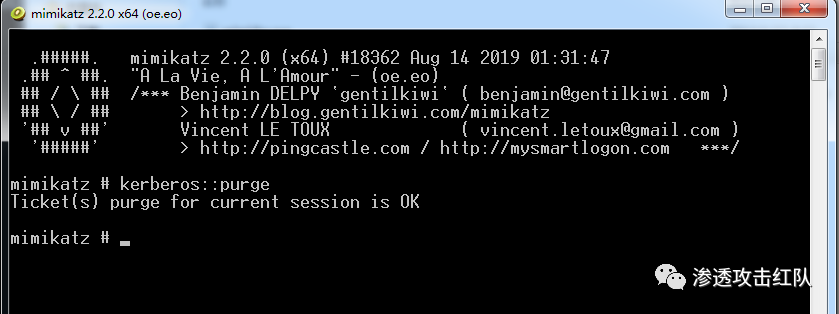 mimikatz 2.2.0 x64 (oe.eo)
.#####.   mimikatz 2.2.0 (x64) #18362 Aug 14 2019 01:31:47
.## ^ ##.  "A La Vie, A L'Amour" - (oe.eo)
## / \ ##  /*** Benjamin DELPY `gentilkiwi` ( benjamin@gentilkiwi.com )
## \ / ##       > http://blog.gentilkiwi.com/mimikatz
'## v ##'       Vincent LE TOUX             ( vincent.letoux@gmail.com )
'#####'        > http://pingcastle.com / http://mysmartlogon.com   ***/
mimikatz # kerberos::purge
Ticket(s) purge for current session is OK
mimikatz #
渗透攻击红队